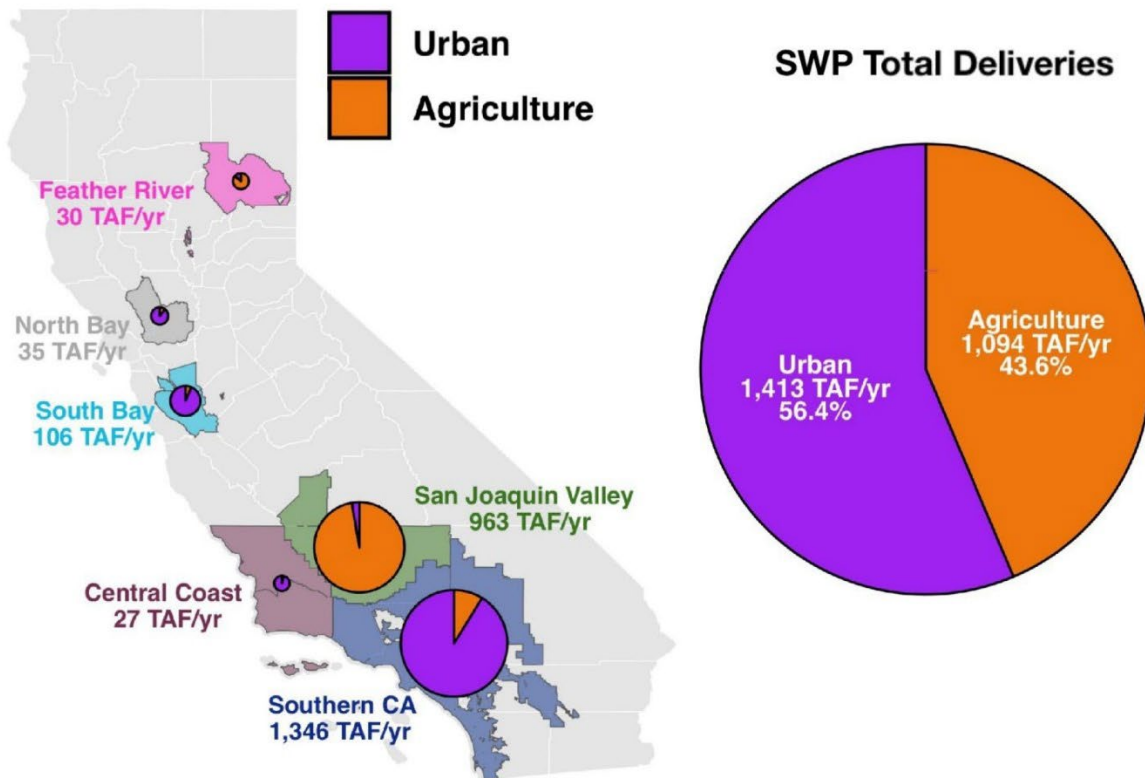 Urban
Agriculture
SWP Total Deliveries
Feather River
30 TAF/yr
North Bay
35 TAF/yr
South Bay
106 TAF/yr
San Joaquin Valley
963 TAF/yr
Central Coast
27 TAF/yr
Southern CA
1,346 TAF/yr
Urban
1,413 TAF/yr
56.4%
Agriculture
1,094 TAF/yr
43.6%